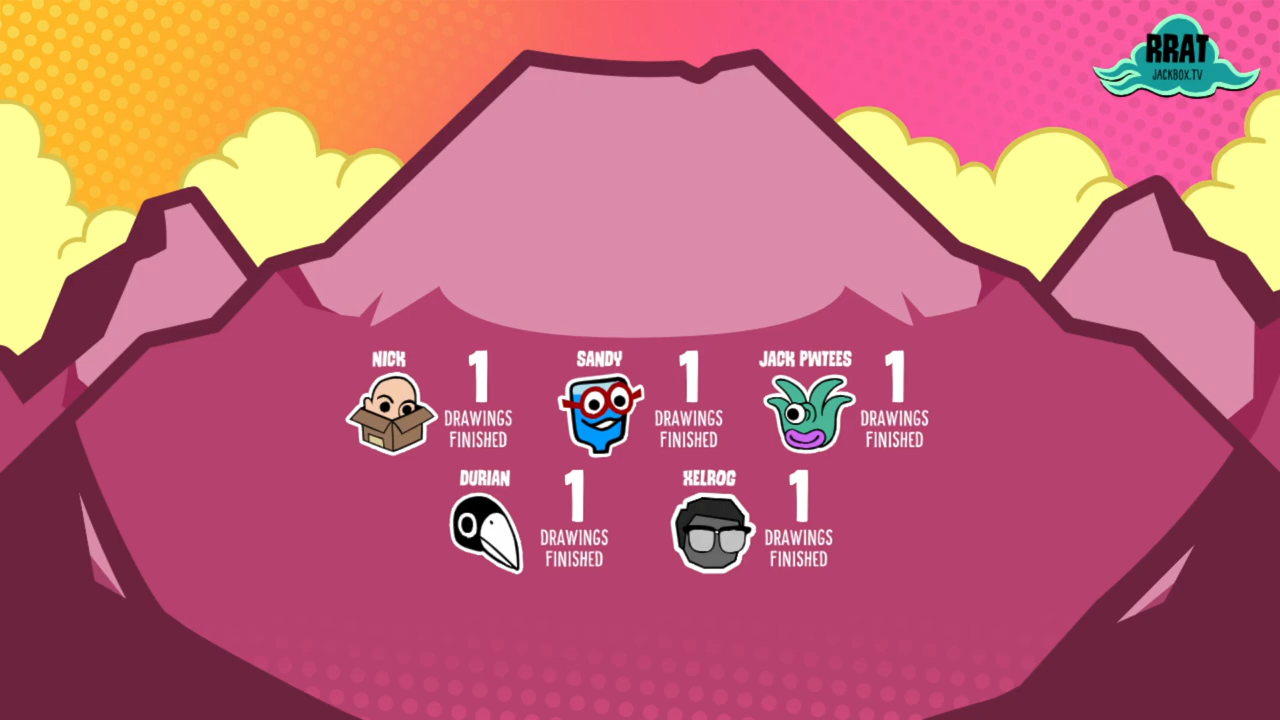 RRAT
JACKBOX.TV
NICK
1
DRAWINGS
FINISHED
SANDY
1
DRAWINGS
FINISHED
JACK PWTEES
1
DRAWINGS
FINISHED
DURIAN
1
DRAWINGS
FINISHED
XELROG
1
DRAWINGS
FINISHED